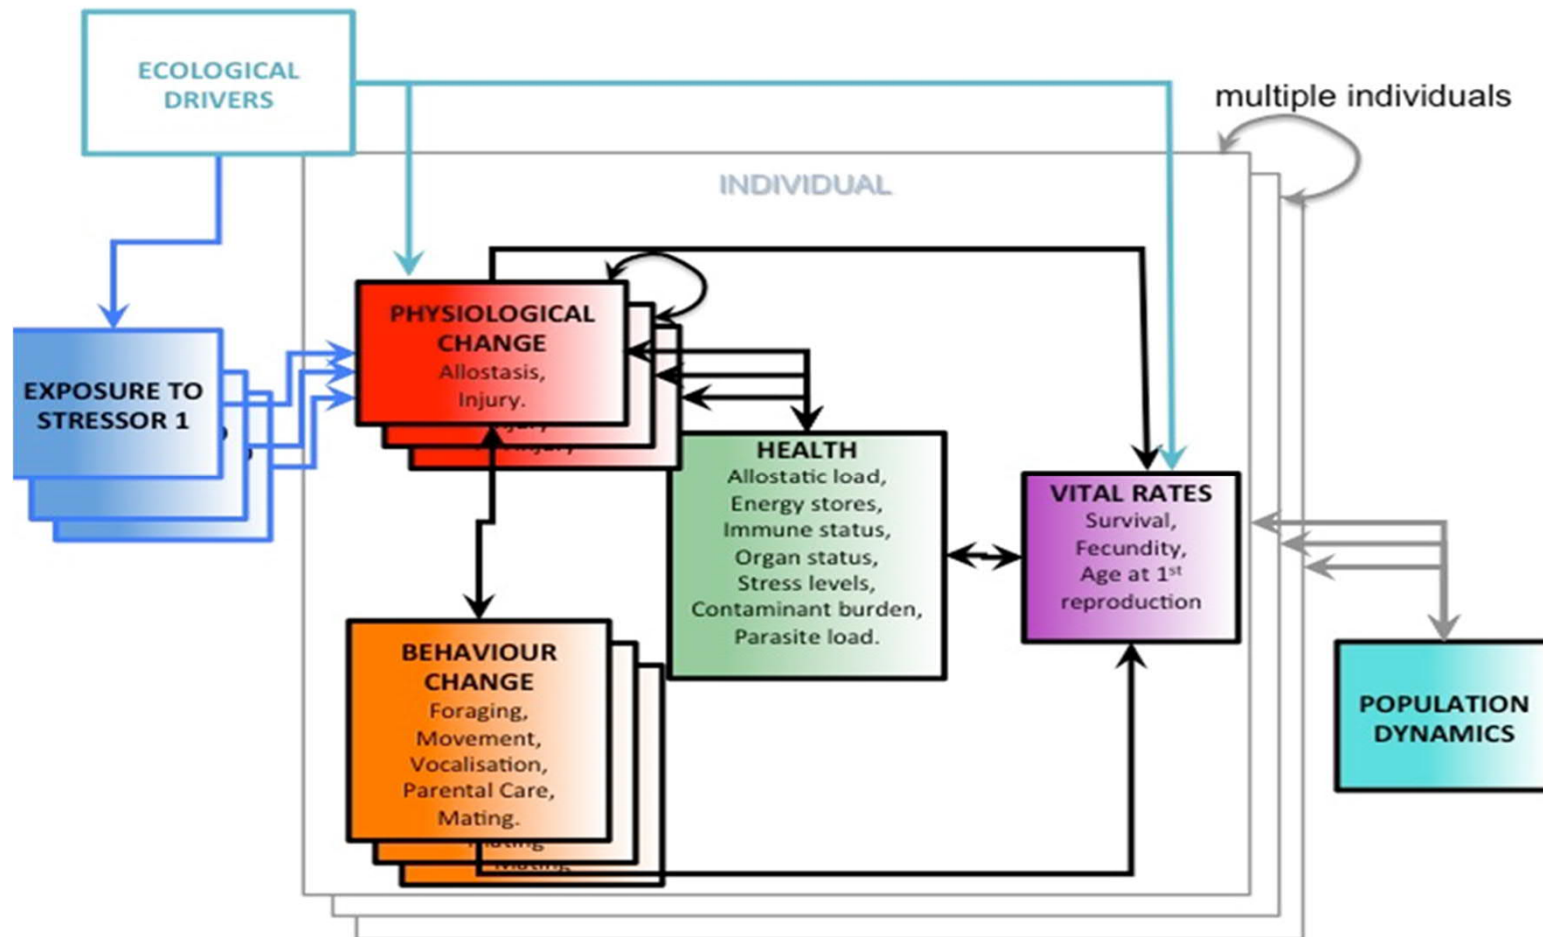 ECOLOGICAL
DRIVERS
multiple individuals
INDIVIDUAL
PHYSIOLOGICAL
CHANGE
Allostasis,
Injury.
EXPOSURE TO
STRESSOR 1
HEALTH
Allostatic load,
Energy stores,
Immune status,
Organ status,
Stress levels,
Contaminant burden,
Parasite load.
VITAL RATES
Survival,
Fecundity,
Age at 1st
reproduction
BEHAVIOUR
CHANGE
Foraging,
Movement,
Vocalisation,
Parental Care,
Mating.
Mating
Mating
POPULATION
DYNAMICS